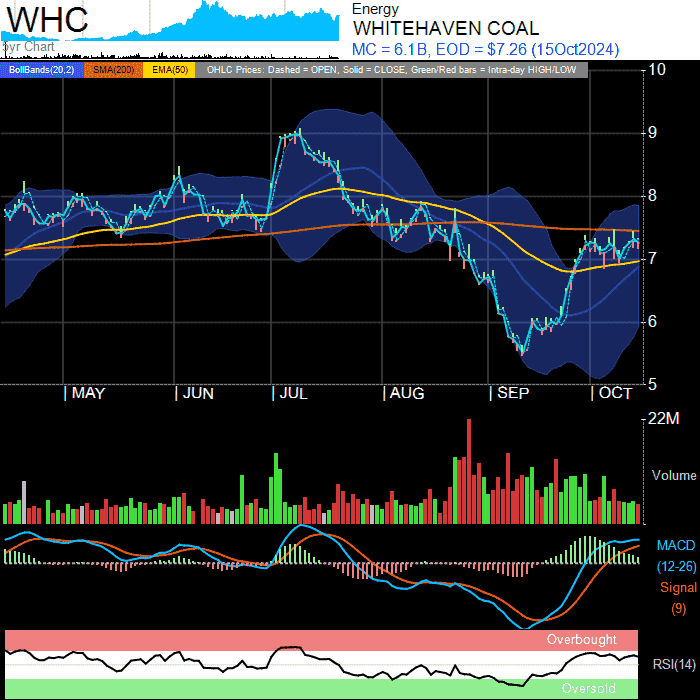 WHC
Energy
WHITEHAVEN COAL
MC = 6.1B, EOD = $7.26 (15Oct2024)
5yr Chart
BollBands(20,2) SMA(200) EMA(50) OHLC Prices: Dashed = OPEN, Solid = CLOSE, Green/Red bars = Intra-day HIGH/LOW
10
9
8
7
6
5
| MAY | JUN | JUL | AUG | SEP | OCT
22M
Volume
MACD
(12-26)
Signal
(9)
Overbought
RSI(14)
Oversold